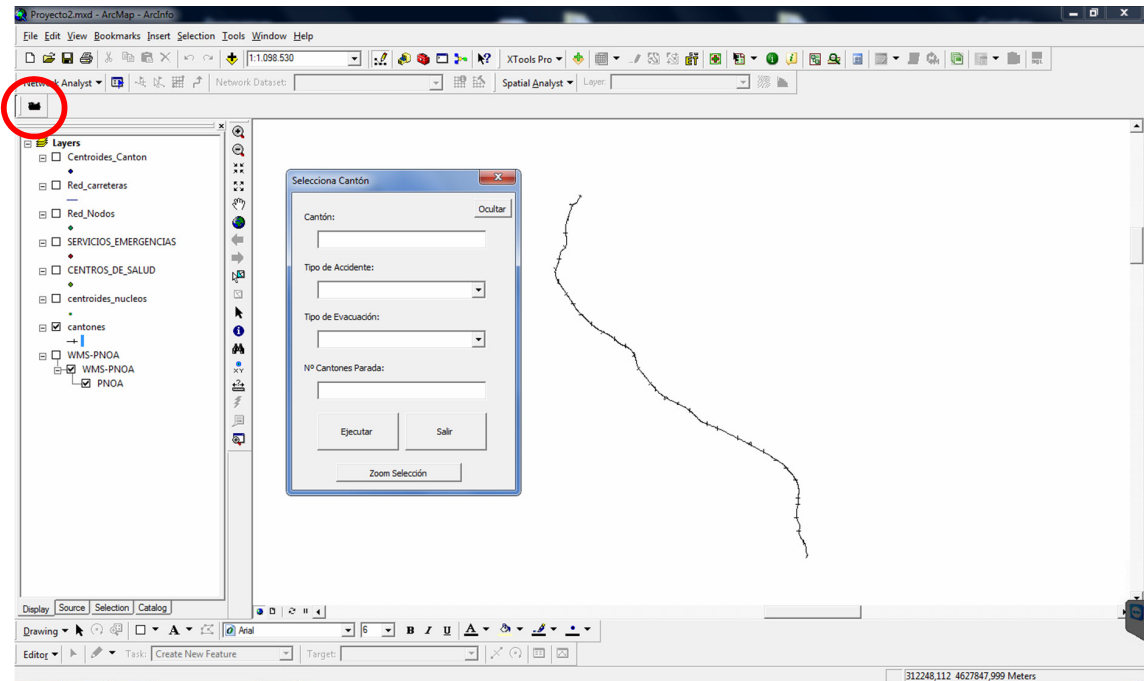 Proyecto2.mxd - ArcMap - ArcInfo
File Edit View Bookmarks Insert Selection Tools Window Help
1:1.098.530
XTools Pro
Network Analyst
Network Dataset:
Spatial Analyst
Layer:
Layers
Centroides_Canton
Red_carreteras
Red_Nodos
SERVICIOS_EMERGENCIAS
CENTROS_DE_SALUD
centroides_nucleos
cantones
WMS-PNOA
WMS-PNOA
PNOA
Selecciona Cantón
Ocultar
Cantón:
Tipo de Accidente:
Tipo de Evacuación:
Nº Cantones Parada:
Ejecutar
Salir
Zoom Selección
Display Source Selection Catalog
Drawing
A
Arial
6
B I U A
Editor
Task: Create New Feature
Target:
312248,112 4627847,999 Meters